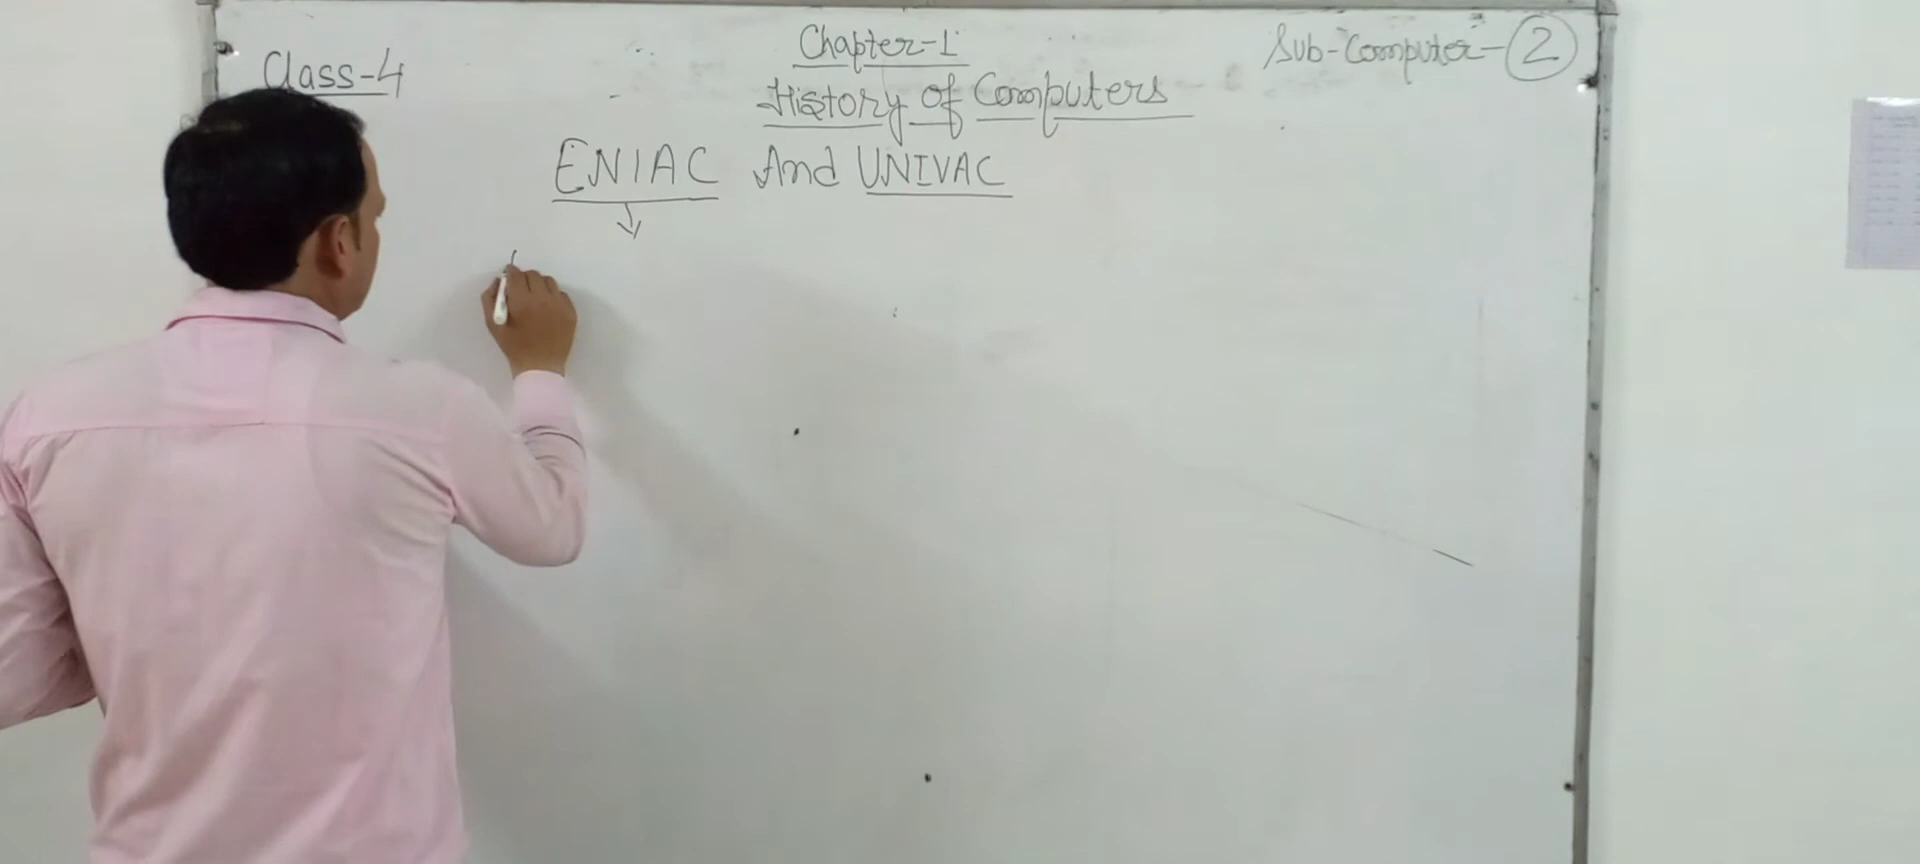 Class-4
Chapter-1
Sub-Computer-2
History of Computers
ENIAC And UNIVAC